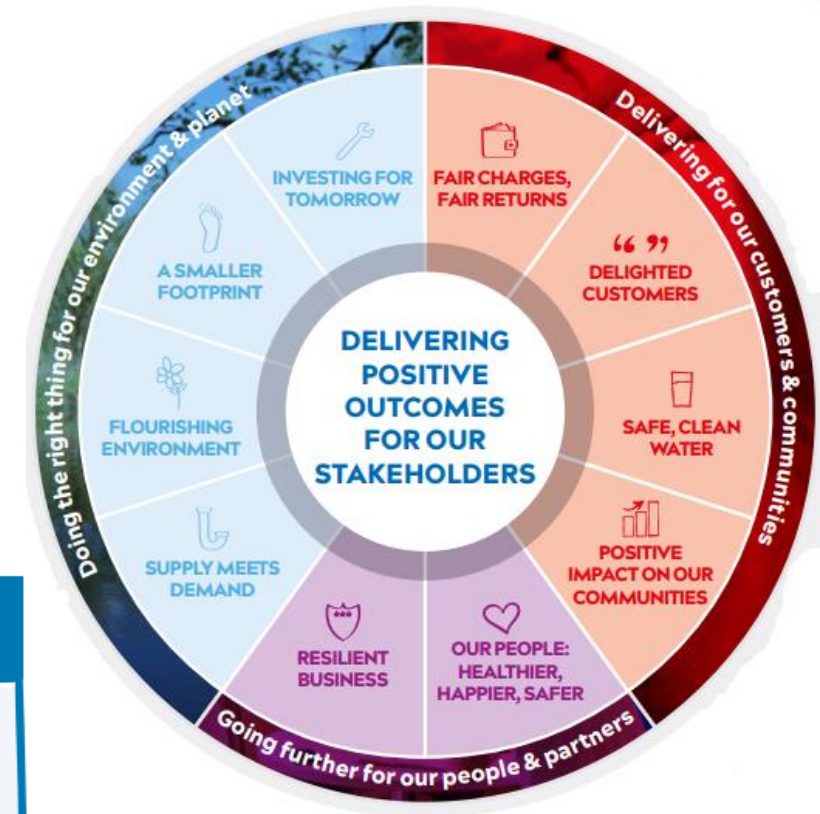 Delivering for our customers & communities
FAIR CHARGES,
FAIR RETURNS
“ ”
DELIGHTED
CUSTOMERS
SAFE, CLEAN
WATER
POSITIVE
IMPACT ON OUR
COMMUNITIES
Going further for our people & partners
OUR PEOPLE:
HEALTHIER,
HAPPIER, SAFER
RESILIENT
BUSINESS
Doing the right thing for our environment & planet
SUPPLY MEETS
DEMAND
FLOURISHING
ENVIRONMENT
A SMALLER
FOOTPRINT
INVESTING FOR
TOMORROW
DELIVERING
POSITIVE
OUTCOMES
FOR OUR
STAKEHOLDERS